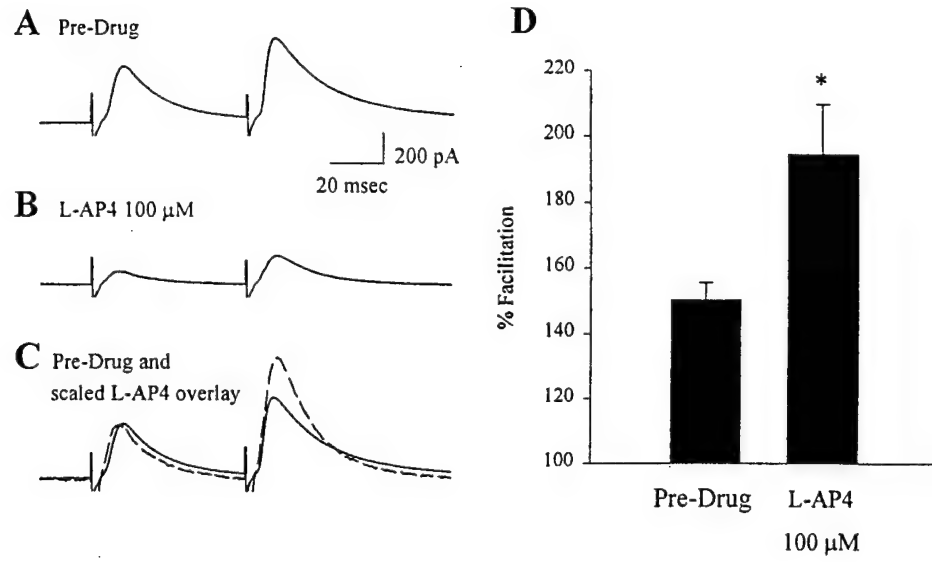 A Pre-Drug
200 pA
20 msec
B L-AP4 100 μM
C Pre-Drug and
scaled L-AP4 overlay
D
% Facilitation
220
200
180
160
140
120
100
*
Pre-Drug
L-AP4
100 μM